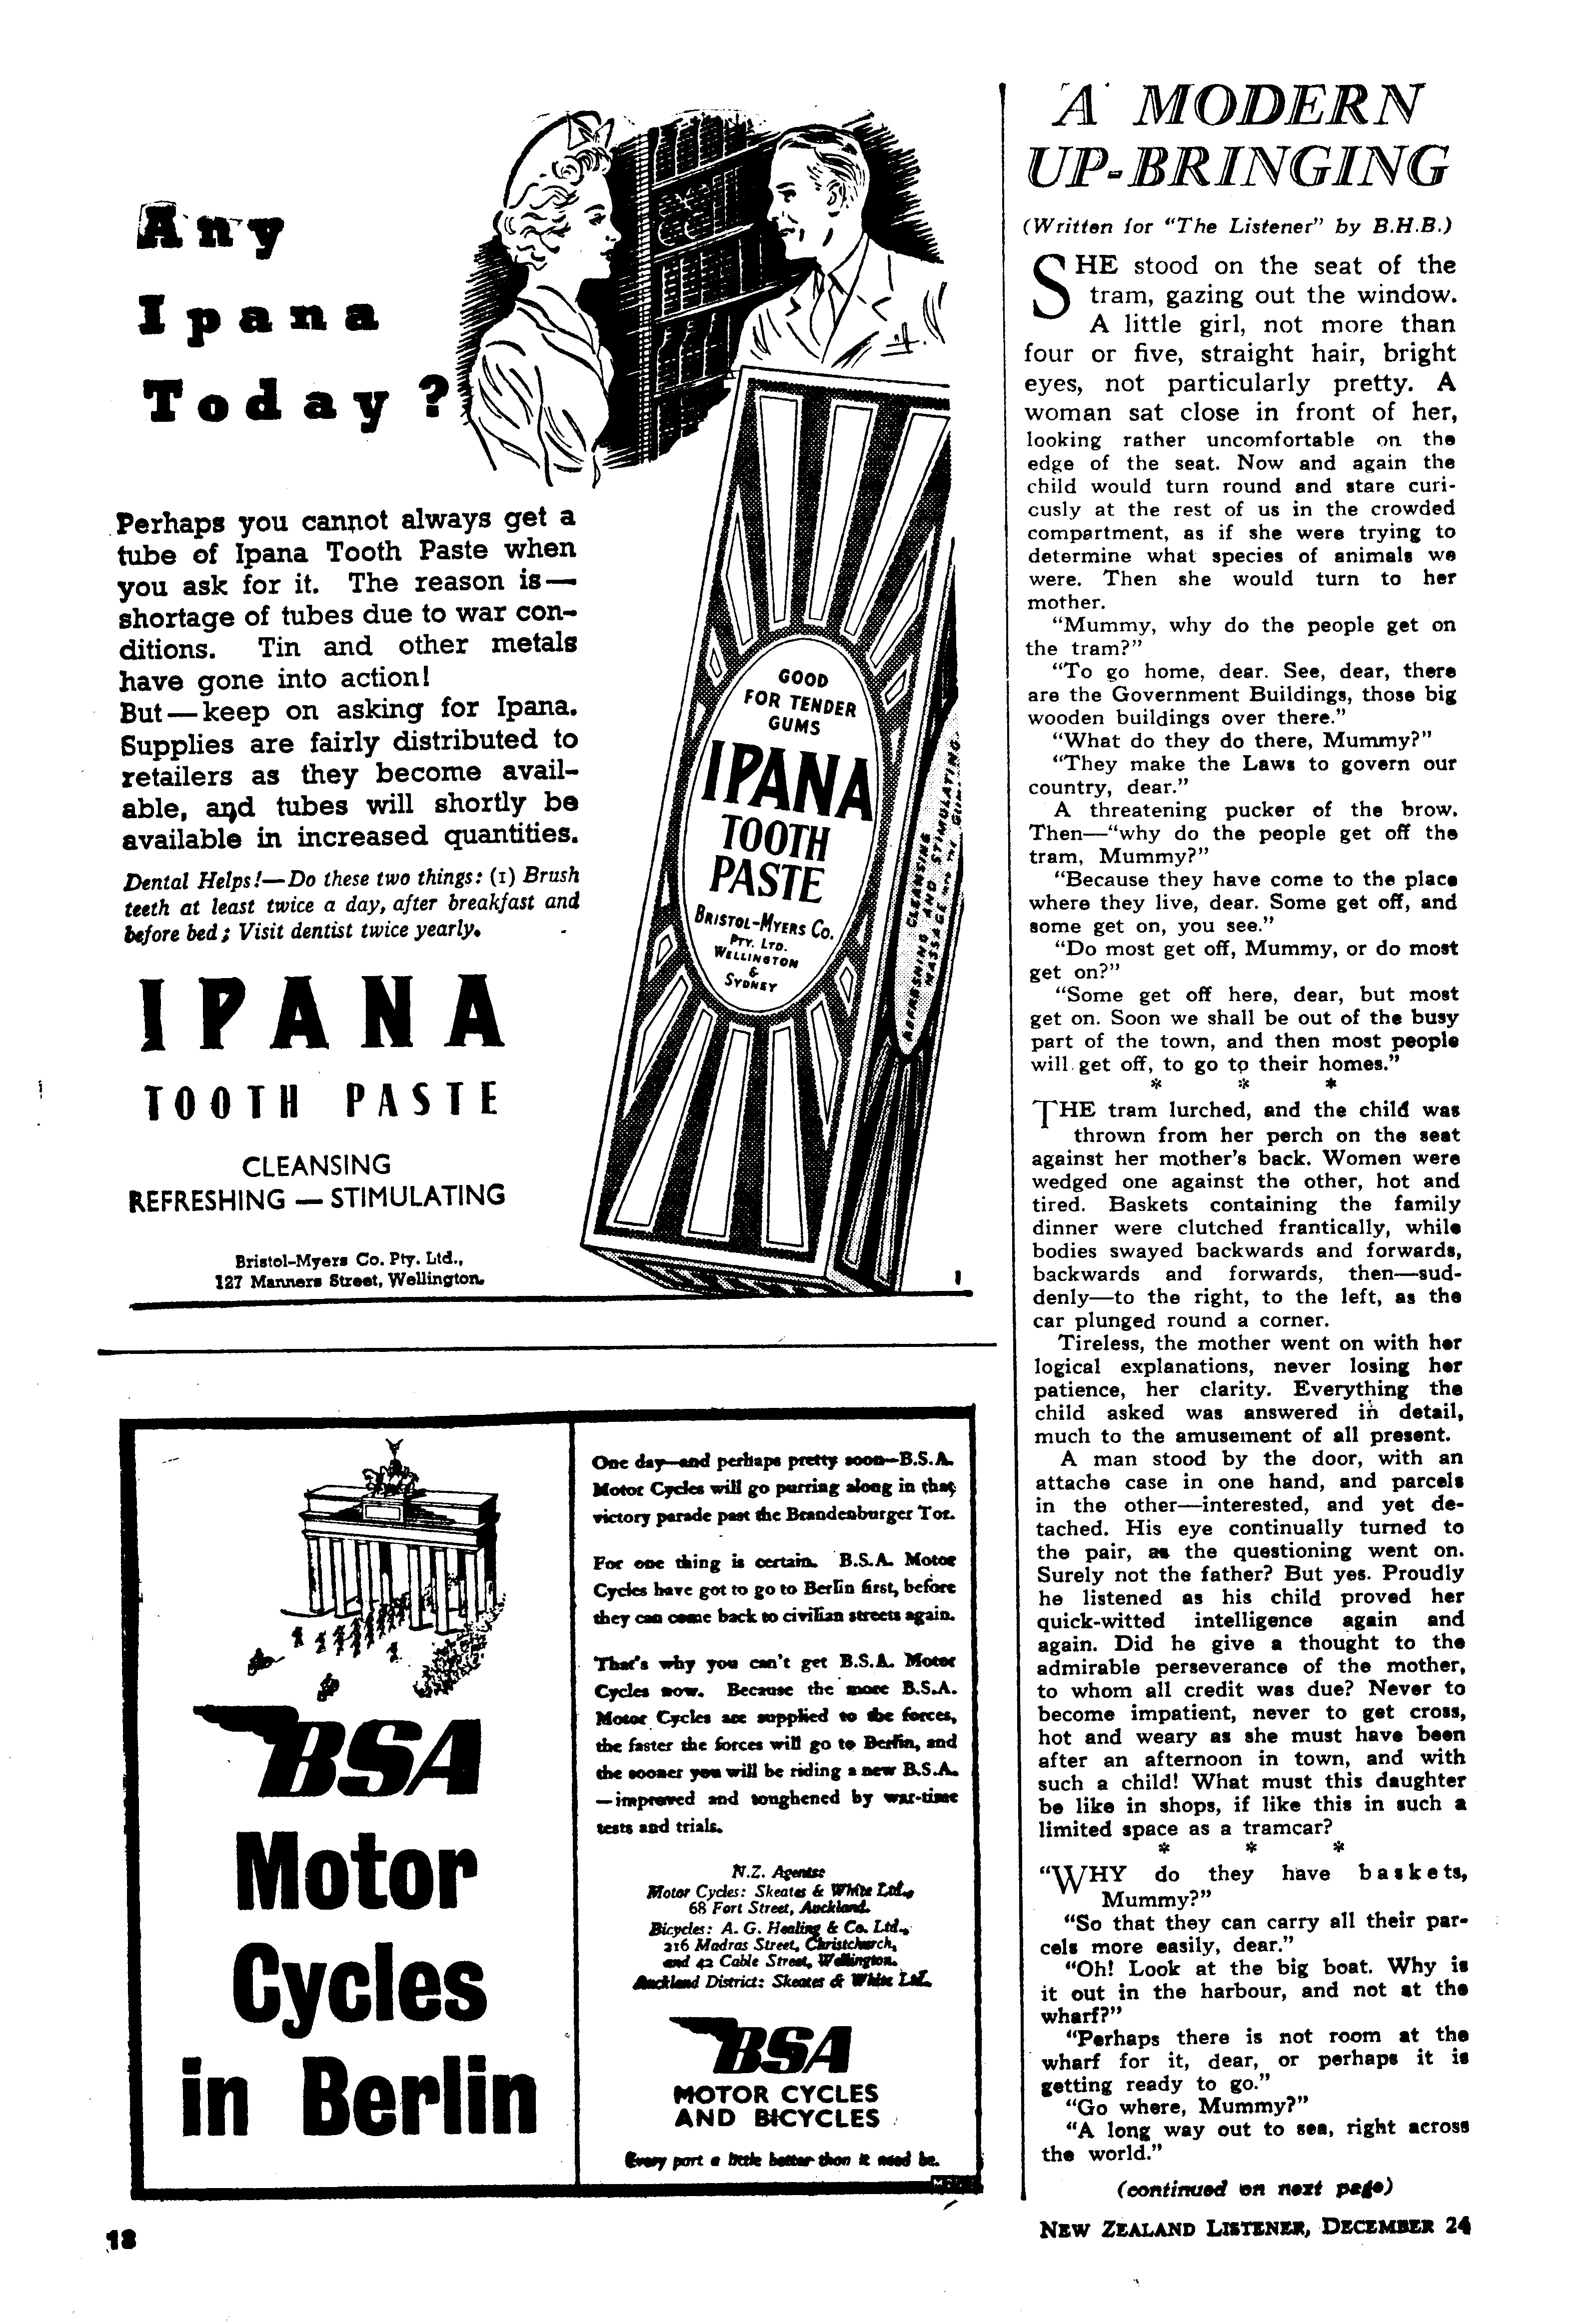 Any
Ipana
Today?
Perhaps you cannot always get a
tube of Ipana Tooth Paste when
you ask for it. The reason is—
shortage of tubes due to war con-
ditions. Tin and other metals
have gone into action!
But—keep on asking for Ipana.
Supplies are fairly distributed to
retailers as they become avail-
able, and tubes will shortly be
available in increased quantities.
Dental Helps!—Do these two things: (1) Brush
teeth at least twice a day, after breakfast and
before bed; Visit dentist twice yearly.
IPANA
TOOTH PASTE
CLEANSING
REFRESHING — STIMULATING
Bristol-Myers Co. Pty. Ltd.,
127 Manners Street, Wellington.
GOOD
FOR TENDER
GUMS
IPANA
TOOTH
PASTE
BRISTOL-MYERS CO.
PTY. LTD.
WELLINGTON
&
SYDNEY
REFRESHING CLEANSING
AND STIMULATING
MASSAGE
1
BSA
Motor
Cycles
in Berlin
One day—and perhaps pretty soon—B.S.A.
Motor Cycles will go purring along in that
victory parade past the Brandenburger Tor.
For one thing is certain. B.S.A. Motor
Cycles have got to go to Berlin first, before
they can come back to civilian streets again.
That's why you can't get B.S.A. Motor
Cycles now. Because the more B.S.A.
Motor Cycles are supplied to the forces,
the faster the forces will go to Berlin, and
the sooner you will be riding a new B.S.A.
—improved and toughened by war-time
tests and trials.
N.Z. Agents:
Motor Cycles: Skeates & White Ltd.,
68 Fort Street, Auckland.
Bicycles: A. G. Healing & Co. Ltd.,
216 Madras Street, Christchurch,
and 42 Cable Street, Wellington.
Auckland District: Skeates & White Ltd.
BSA
MOTOR CYCLES
AND BICYCLES
Every part a little better than it need be.
A MODERN
UP-BRINGING
(Written for "The Listener" by B.H.B.)
SHE stood on the seat of the
tram, gazing out the window.
A little girl, not more than
four or five, straight hair, bright
eyes, not particularly pretty. A
woman sat close in front of her,
looking rather uncomfortable on the
edge of the seat. Now and again the
child would turn round and stare curi-
cusly at the rest of us in the crowded
compartment, as if she were trying to
determine what species of animals we
were. Then she would turn to her
mother.
"Mummy, why do the people get on
the tram?"
"To go home, dear. See, dear, there
are the Government Buildings, those big
wooden buildings over there."
"What do they do there, Mummy?"
"They make the Laws to govern our
country, dear."
A threatening pucker of the brow.
Then—"why do the people get off the
tram, Mummy?"
"Because they have come to the place
where they live, dear. Some get off, and
some get on, you see."
"Do most get off, Mummy, or do most
get on?"
"Some get off here, dear, but most
get on. Soon we shall be out of the busy
part of the town, and then most people
will get off, to go to their homes."
* * *
THE tram lurched, and the child was
thrown from her perch on the seat
against her mother's back. Women were
wedged one against the other, hot and
tired. Baskets containing the family
dinner were clutched frantically, while
bodies swayed backwards and forwards,
backwards and forwards, then—sud-
denly—to the right, to the left, as the
car plunged round a corner.
Tireless, the mother went on with her
logical explanations, never losing her
patience, her clarity. Everything the
child asked was answered in detail,
much to the amusement of all present.
A man stood by the door, with an
attache case in one hand, and parcels
in the other—interested, and yet de-
tached. His eye continually turned to
the pair, as the questioning went on.
Surely not the father? But yes. Proudly
he listened as his child proved her
quick-witted intelligence again and
again. Did he give a thought to the
admirable perseverance of the mother,
to whom all credit was due? Never to
become impatient, never to get cross,
hot and weary as she must have been
after an afternoon in town, and with
such a child! What must this daughter
be like in shops, if like this in such a
limited space as a tramcar?
* * *
"WHY do they have baskets,
Mummy?"
"So that they can carry all their par-
cels more easily, dear."
"Oh! Look at the big boat. Why is
it out in the harbour, and not at the
wharf?"
"Perhaps there is not room at the
wharf for it, dear, or perhaps it is
getting ready to go."
"Go where, Mummy?"
"A long way out to sea, right across
the world."
(continued on next page)
18
NEW ZEALAND LISTENER, DECEMBER 24